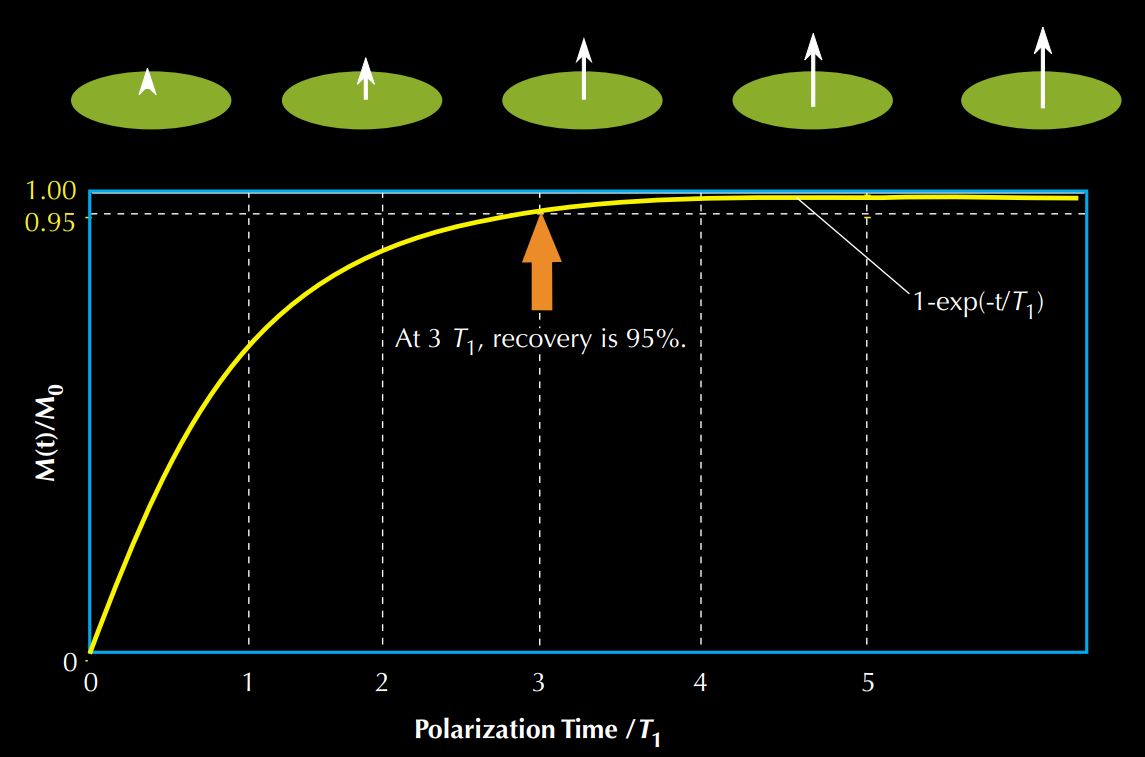 1.00
0.95
1-exp(-t/T₁)
At 3 T₁, recovery is 95%.
M(t)/M₀
0
0 1 2 3 4 5
Polarization Time /T₁